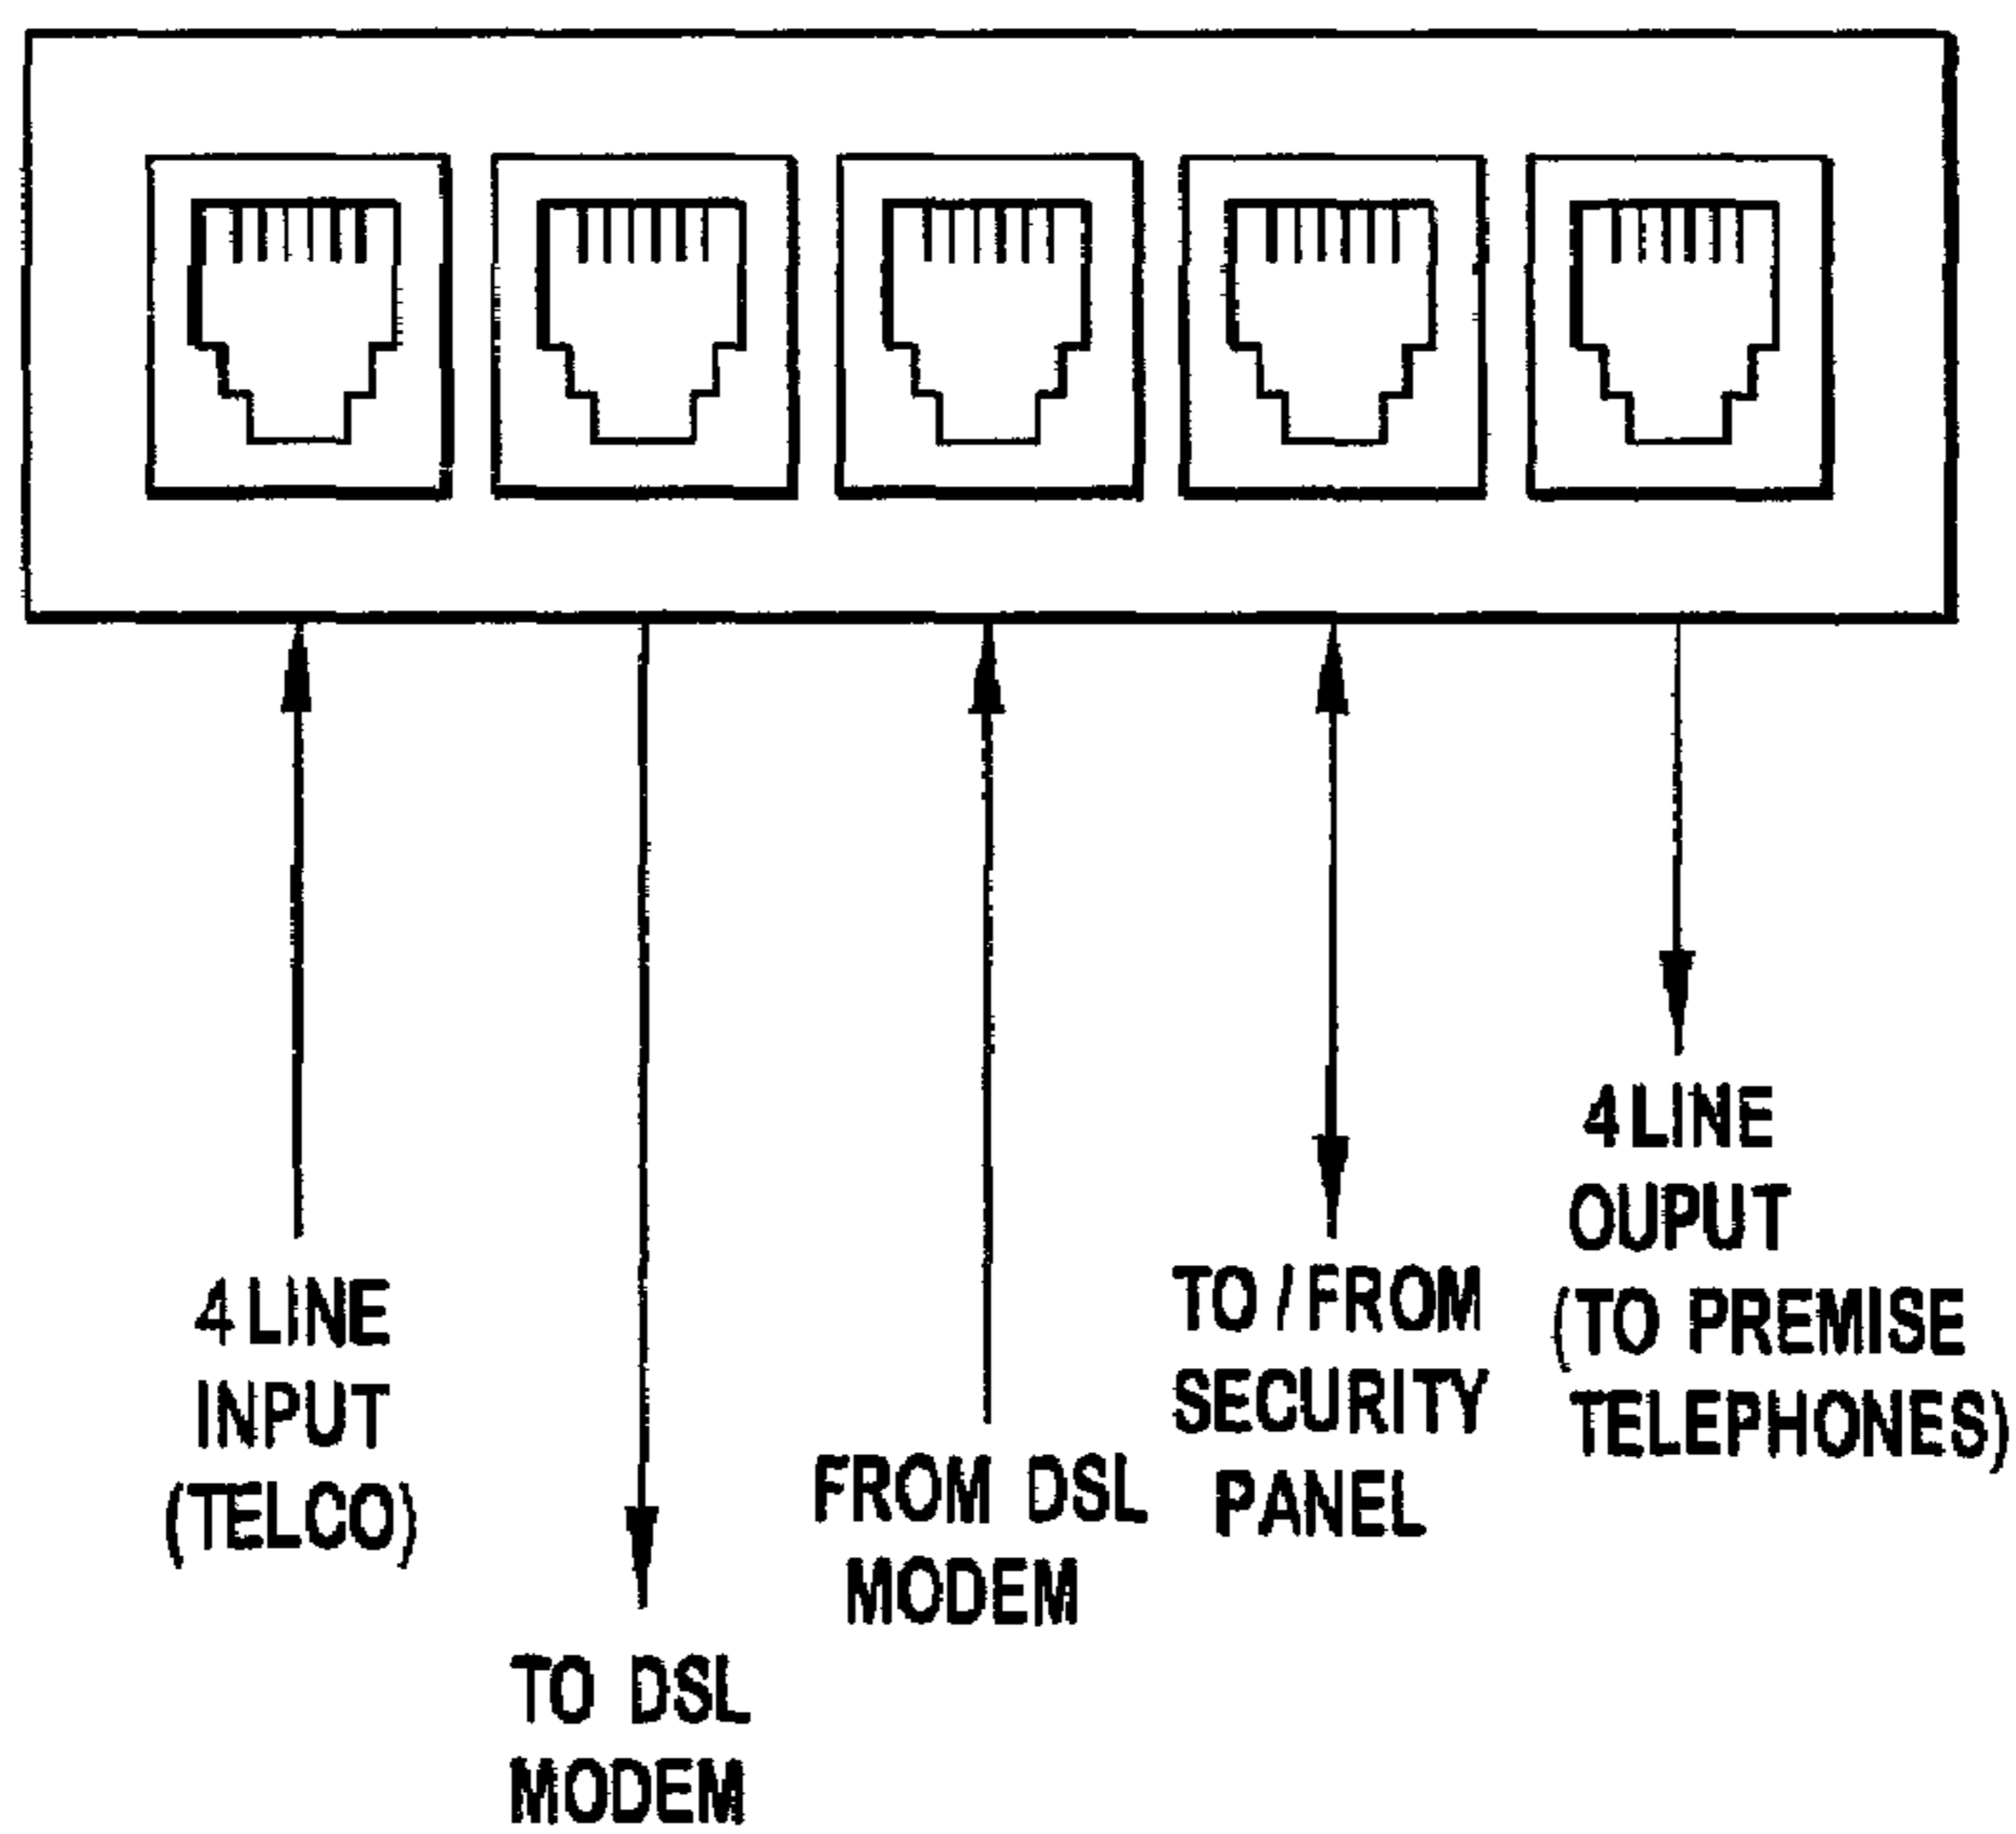 4 LINE
INPUT
(TELCO)
TO DSL
MODEM
FROM DSL
MODEM
TO / FROM
SECURITY
PANEL
4 LINE
OUPUT
(TO PREMISE
TELEPHONES)